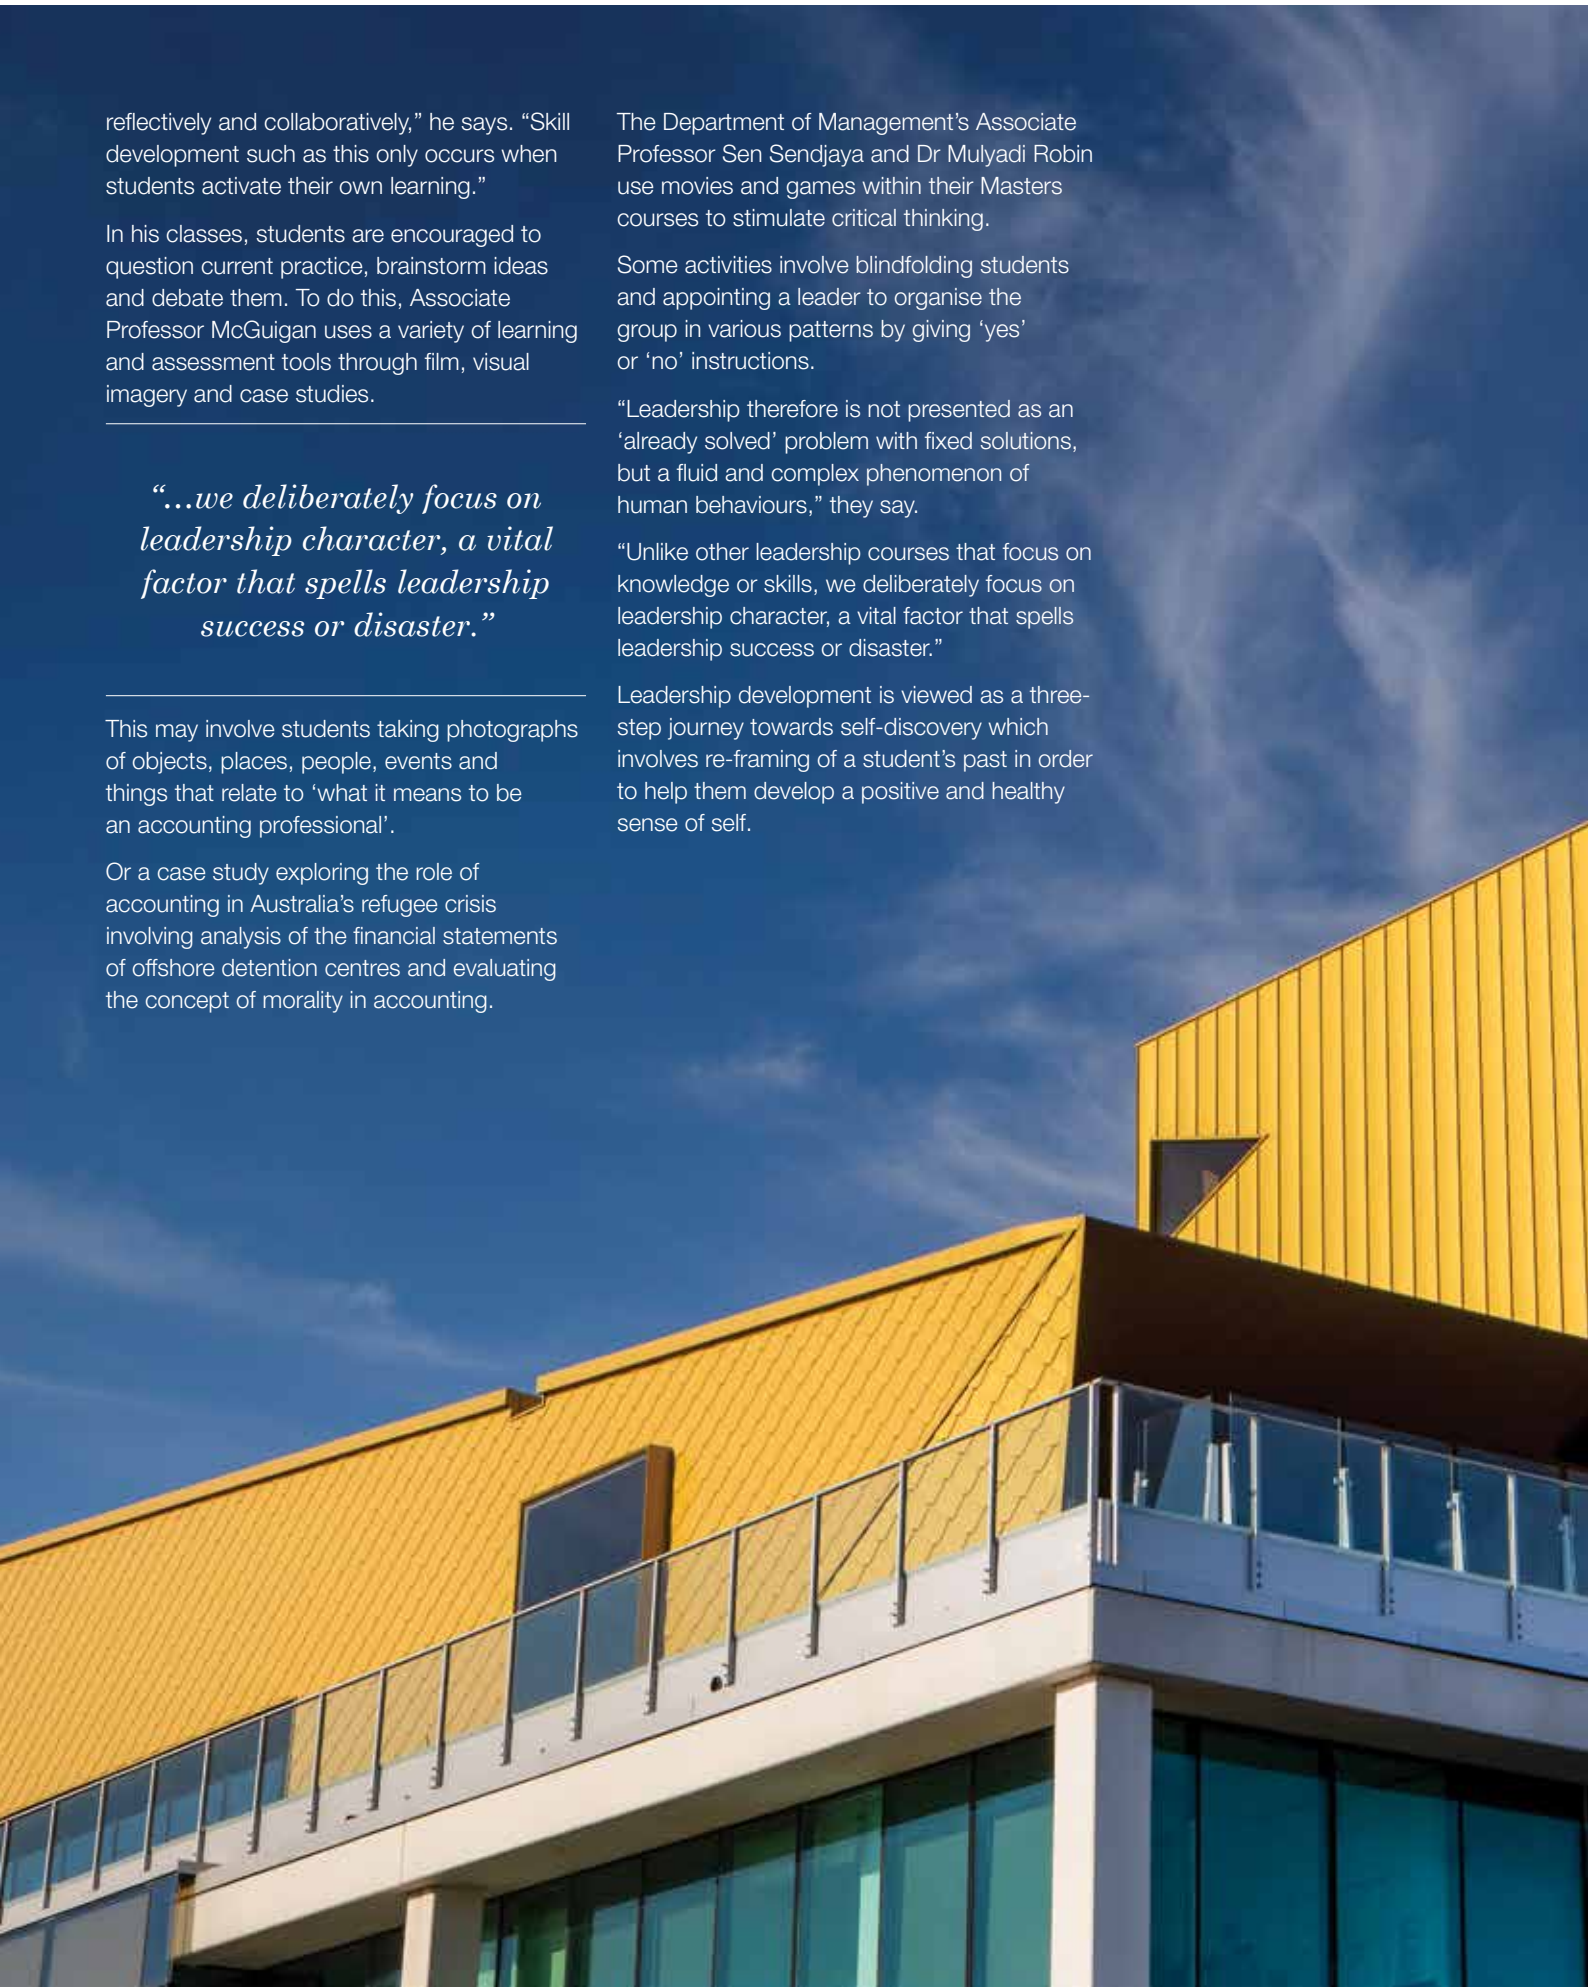 reflectively and collaboratively,” he says. “Skill
development such as this only occurs when
students activate their own learning.”
In his classes, students are encouraged to
question current practice, brainstorm ideas
and debate them. To do this, Associate
Professor McGuigan uses a variety of learning
and assessment tools through film, visual
imagery and case studies.
“…we deliberately focus on
leadership character, a vital
factor that spells leadership
success or disaster.”
This may involve students taking photographs
of objects, places, people, events and
things that relate to ‘what it means to be
an accounting professional’.
Or a case study exploring the role of
accounting in Australia’s refugee crisis
involving analysis of the financial statements
of offshore detention centres and evaluating
the concept of morality in accounting.
The Department of Management’s Associate
Professor Sen Sendjaya and Dr Mulyadi Robin
use movies and games within their Masters
courses to stimulate critical thinking.
Some activities involve blindfolding students
and appointing a leader to organise the
group in various patterns by giving ‘yes’
or ‘no’ instructions.
“Leadership therefore is not presented as an
‘already solved’ problem with fixed solutions,
but a fluid and complex phenomenon of
human behaviours,” they say.
“Unlike other leadership courses that focus on
knowledge or skills, we deliberately focus on
leadership character, a vital factor that spells
leadership success or disaster.”
Leadership development is viewed as a three-
step journey towards self-discovery which
involves re-framing of a student’s past in order
to help them develop a positive and healthy
sense of self.